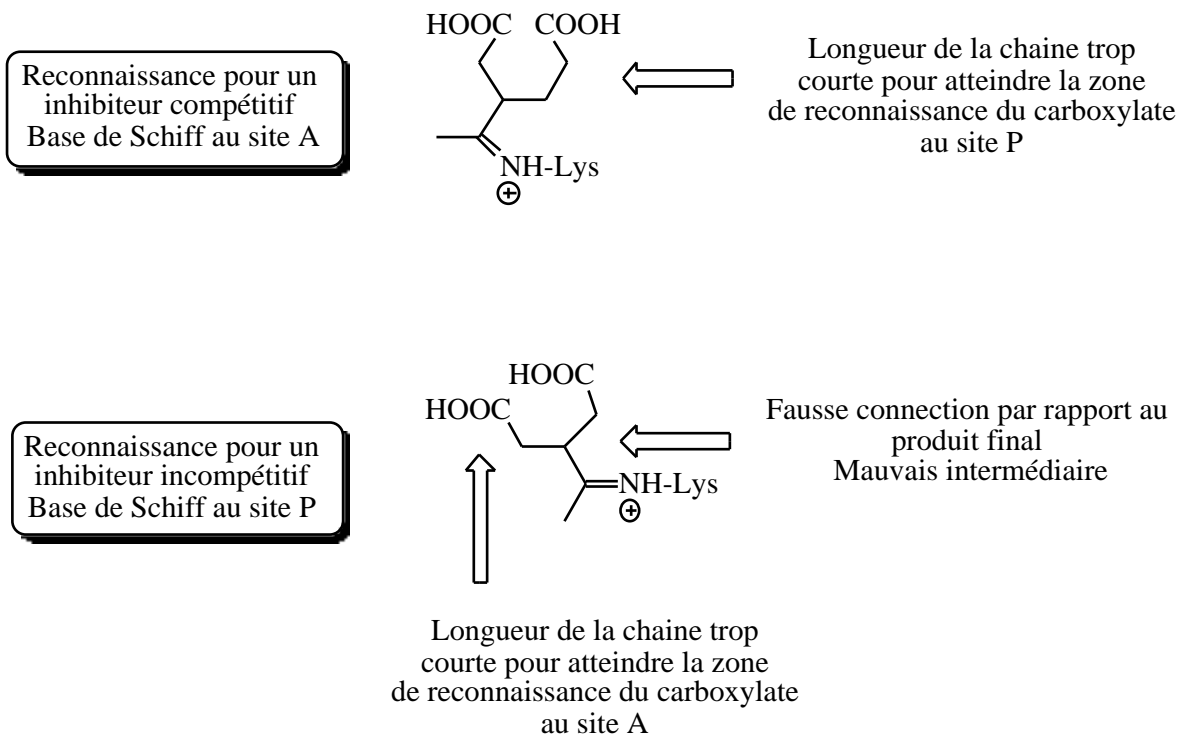 HOOC COOH
Reconnaissance pour un
inhibiteur compétitif
Base de Schiff au site A
Longueur de la chaine trop
courte pour atteindre la zone
de reconnaissance du carboxylate
au site P
NH-Lys
+
HOOC
HOOC
Reconnaissance pour un
inhibiteur incompétitif
Base de Schiff au site P
Fausse connection par rapport au
produit final
Mauvais intermédiaire
NH-Lys
+
Longueur de la chaine trop
courte pour atteindre la zone
de reconnaissance du carboxylate
au site A